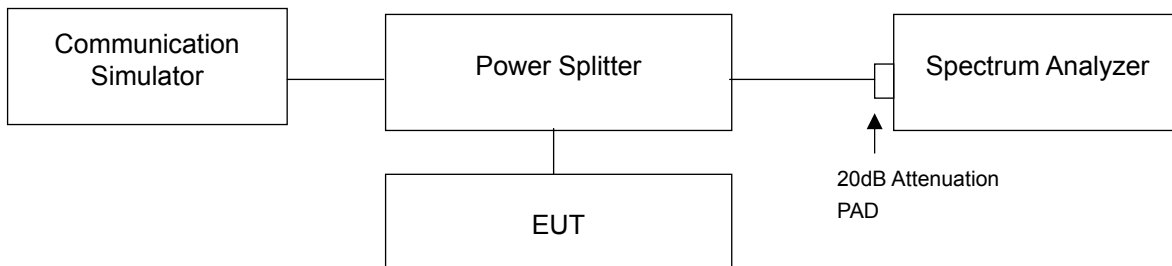 Communication
Simulator
Power Splitter
Spectrum Analyzer
20dB Attenuation
PAD
EUT